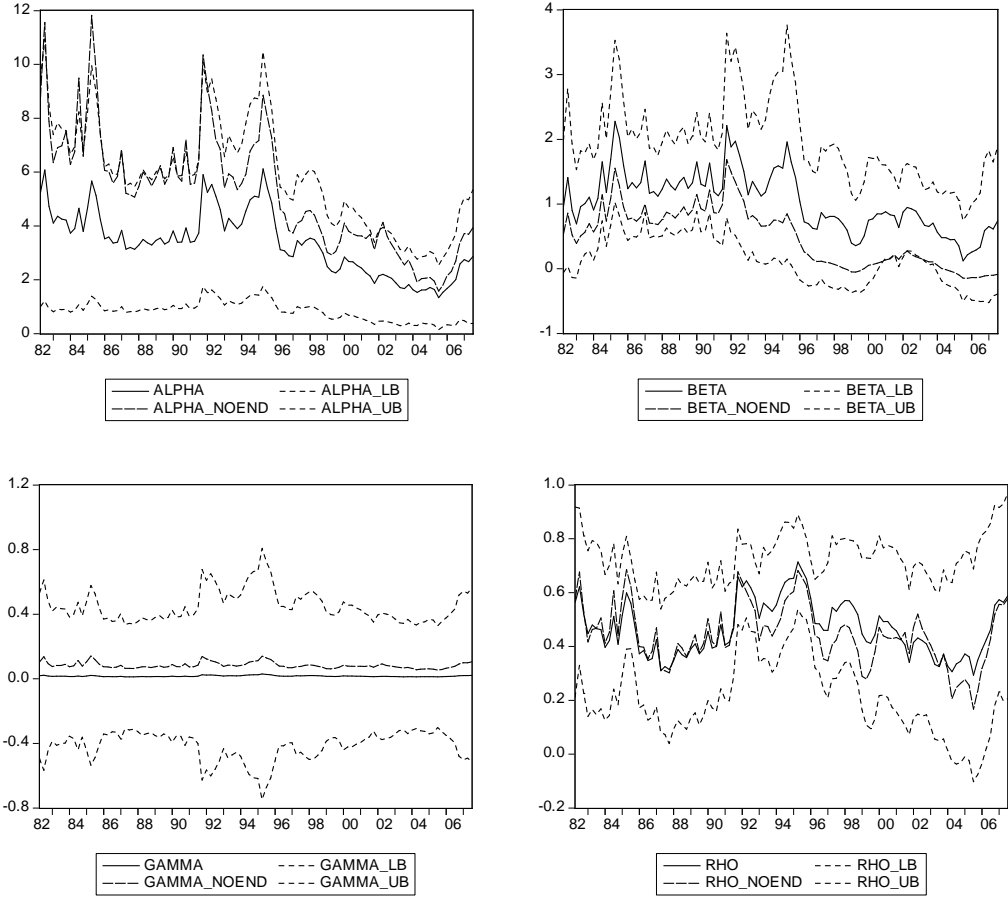 12
10
8
6
4
2
0
82 84 86 88 90 92 94 96 98 00 02 04 06
ALPHA ALPHA_LB
ALPHA_NOEND ALPHA_UB
4
3
2
1
0
-1
82 84 86 88 90 92 94 96 98 00 02 04 06
BETA BETA_LB
BETA_NOEND BETA_UB
1.2
0.8
0.4
0.0
-0.4
-0.8
82 84 86 88 90 92 94 96 98 00 02 04 06
GAMMA GAMMA_LB
GAMMA_NOEND GAMMA_UB
1.0
0.8
0.6
0.4
0.2
0.0
-0.2
82 84 86 88 90 92 94 96 98 00 02 04 06
RHO RHO_LB
RHO_NOEND RHO_UB